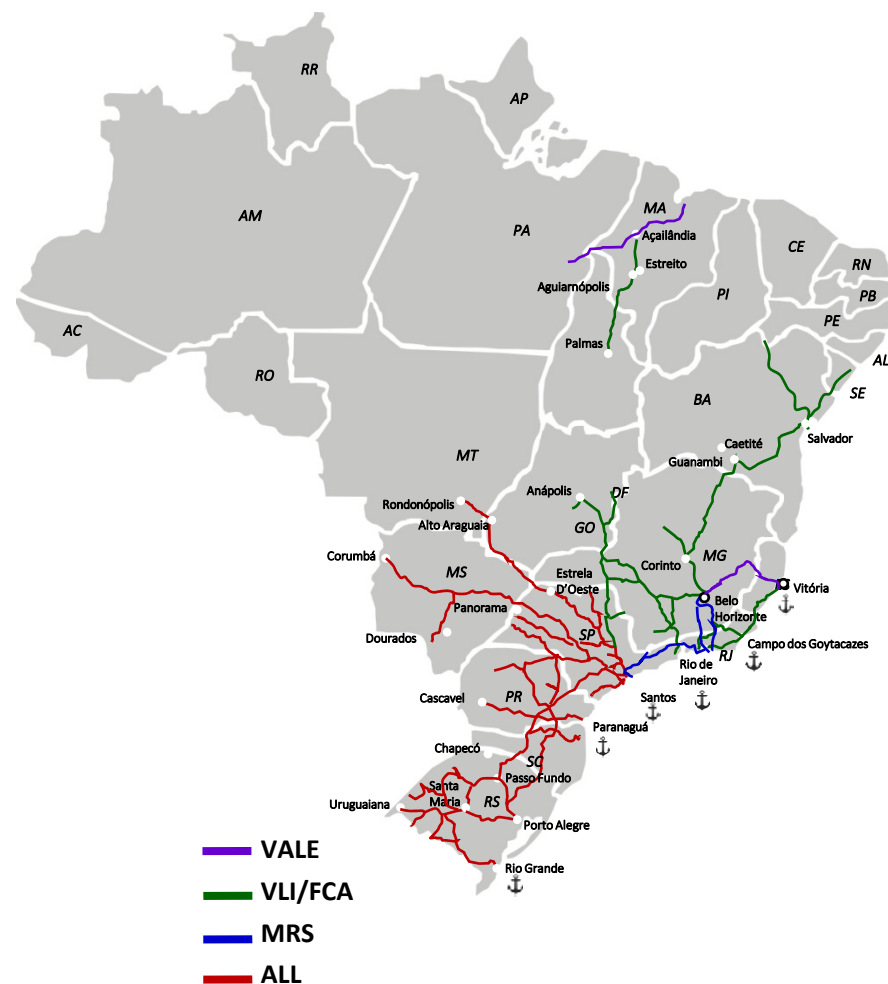 RR
AP
AM
PA
MA
Açailândia
CE
RN
Estreito
Aguiarnópolis
PI
PB
PE
AC
Palmas
AL
RO
SE
BA
Caetité
Salvador
MT
Guanambi
Anápolis
DF
Rondonópolis
Alto Araguaia
GO
Corumbá
MG
Corinto
MS
Estrela
D'Oeste
Vitória
Panorama
Belo
Horizonte
Dourados
SP
Campo dos Goytacazes
RJ
Rio de
Janeiro
Cascavel
PR
Santos
Paranaguá
Chapecó
SC
Passo Fundo
Santa
Maria
RS
Uruguaiana
Porto Alegre
VALE
Rio Grande
VLI/FCA
MRS
ALL